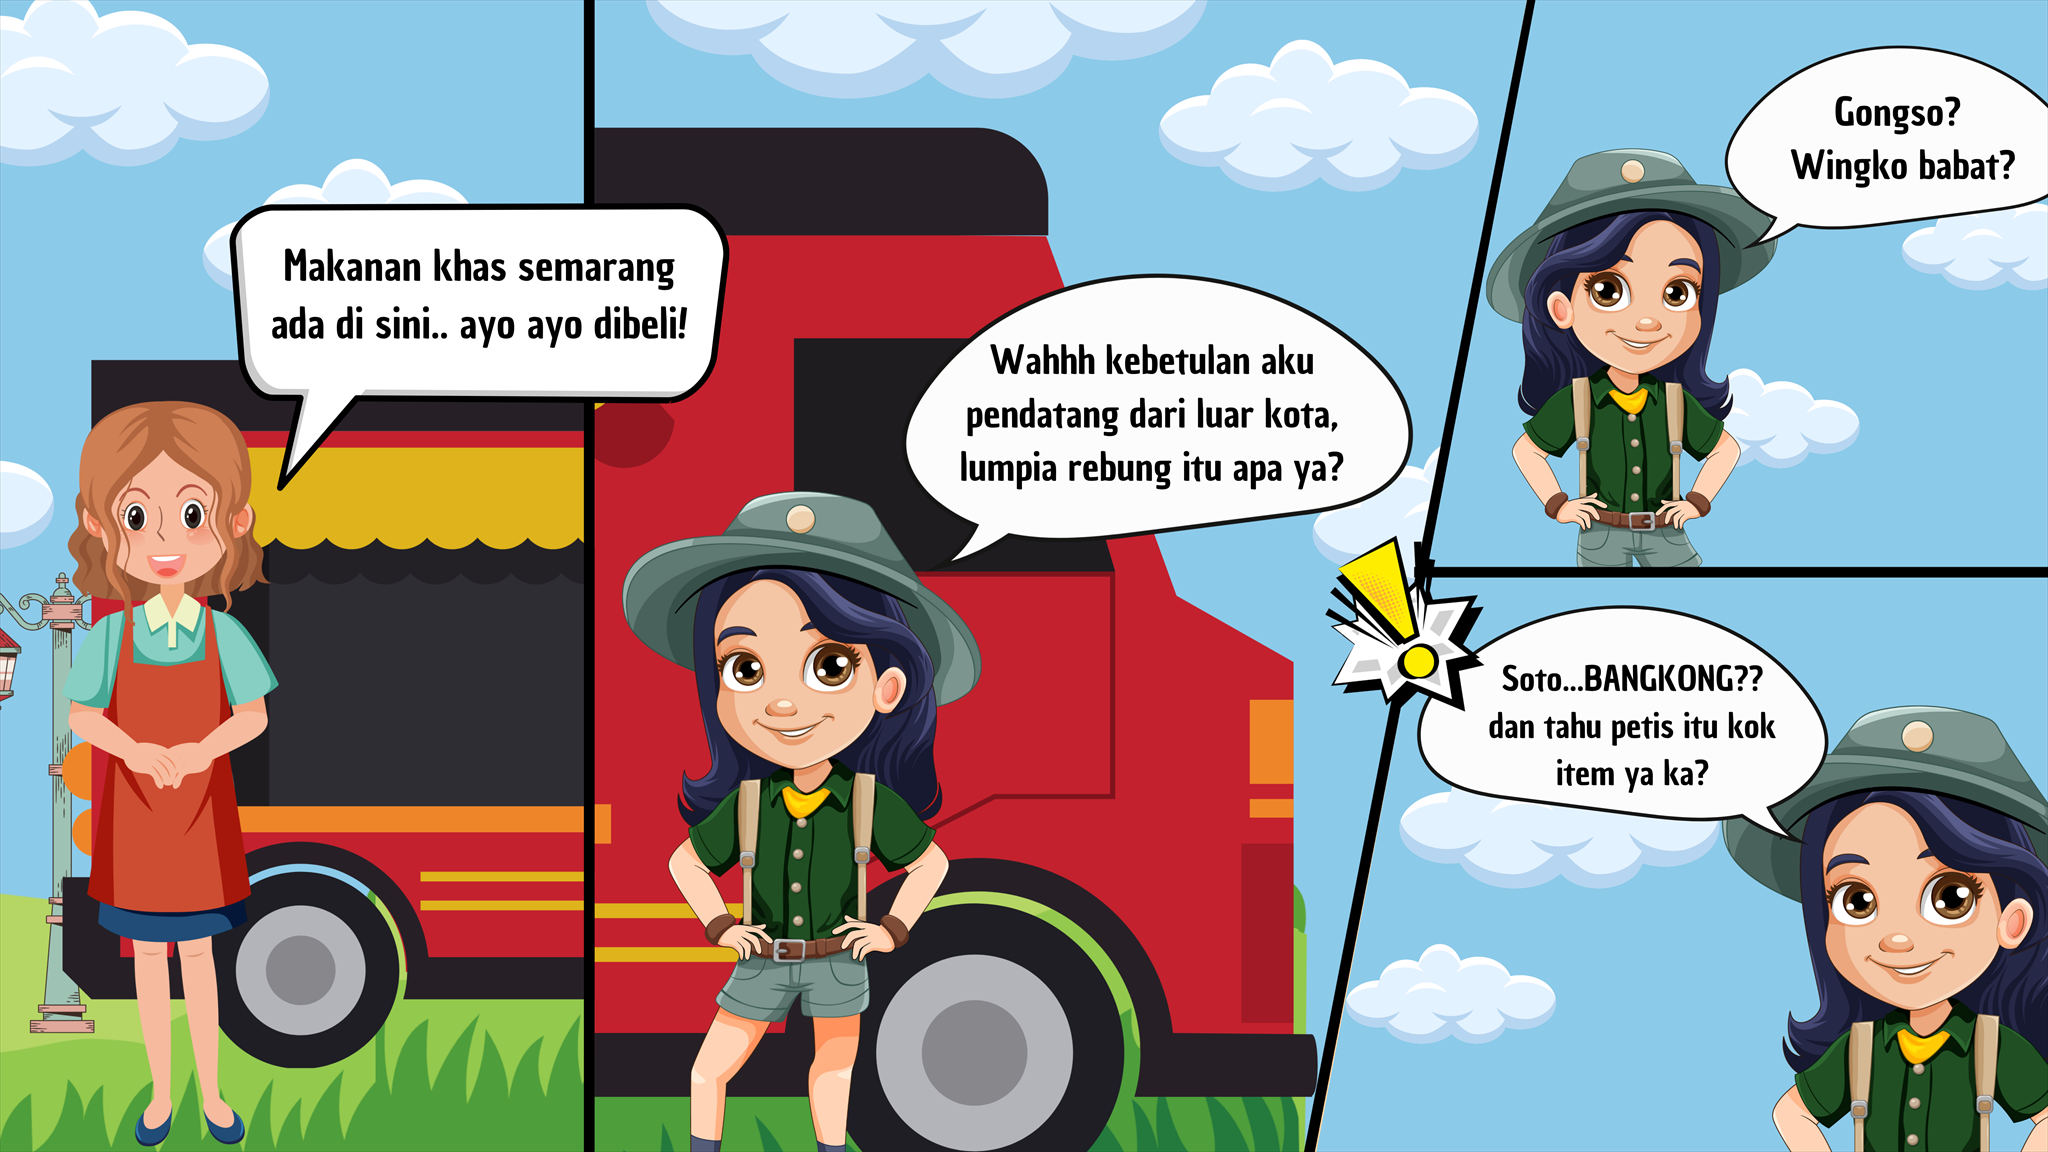 Makanan khas semarang
ada di sini.. ayo ayo dibeli!
Wahhh kebetulan aku
pendatang dari luar kota,
lumpia rebung itu apa ya?
Gongso?
Wingko babat?
Soto...BANGKONG??
dan tahu petis itu kok
item ya ka?